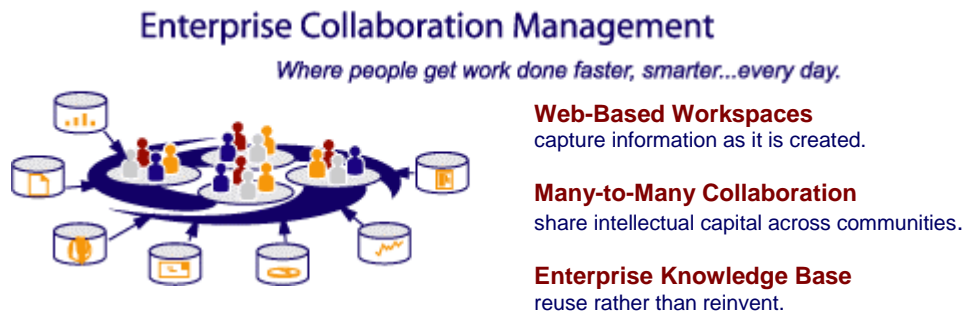 Enterprise Collaboration Management
Where people get work done faster, smarter...every day.
Web-Based Workspaces
capture information as it is created.
Many-to-Many Collaboration
share intellectual capital across communities.
Enterprise Knowledge Base
reuse rather than reinvent.